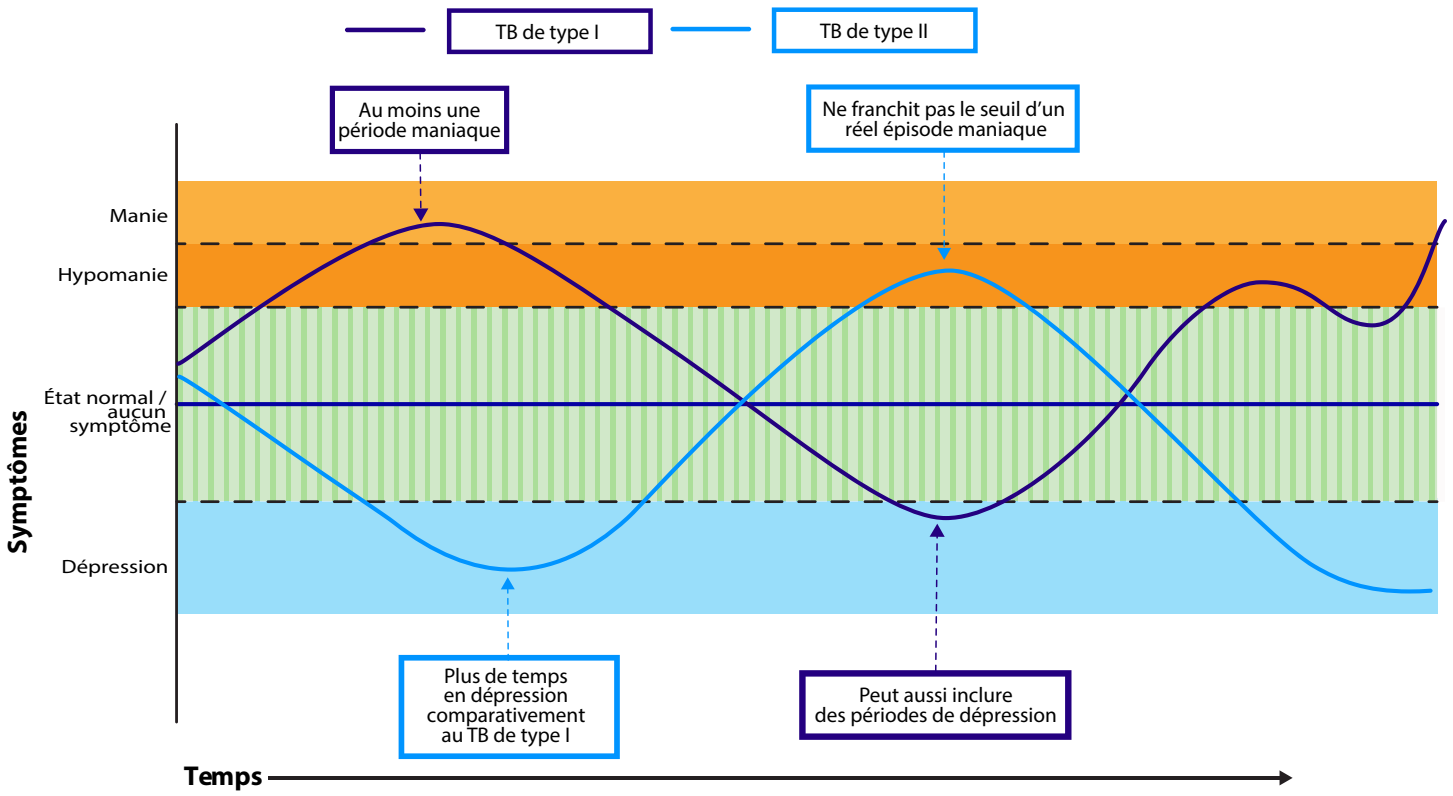 TB de type I
TB de type II
Au moins une
période maniaque
Ne franchit pas le seuil d’un
réel épisode maniaque
Manie
Hypomanie
État normal /
aucun
symptôme
Dépression
Symptômes
Plus de temps
en dépression
comparativement
au TB de type I
Peut aussi inclure
des périodes de dépression
Temps